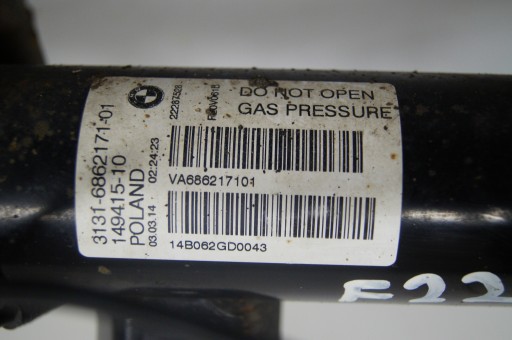 DO NOT OPEN
GAS PRESSURE
VA686217101
14B062GD0043
3131-6862171-01
149415-10
POLAND
02:24:23
03.03.14
F22